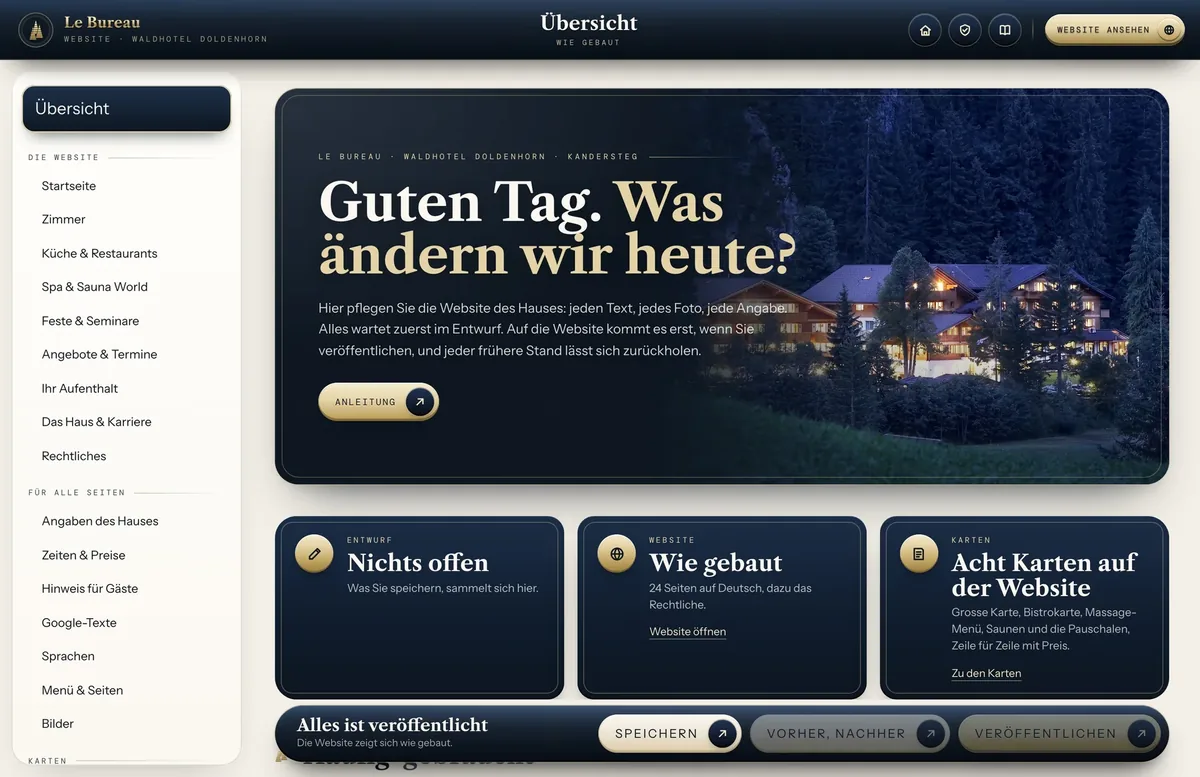 Le Bureau
WEBSITE · WALDHOTEL DOLDENHORN
Übersicht
WIE GEBAUT
WEBSITE ANSEHEN
Übersicht
DIE WEBSITE
Startseite
Zimmer
Küche & Restaurants
Spa & Sauna World
Feste & Seminare
Angebote & Termine
Ihr Aufenthalt
Das Haus & Karriere
Rechtliches
FÜR ALLE SEITEN
Angaben des Hauses
Zeiten & Preise
Hinweis für Gäste
Google-Texte
Sprachen
Menü & Seiten
Bilder
KARTEN
LE BUREAU · WALDHOTEL DOLDENHORN · KANDERSTEG
Guten Tag. Was
ändern wir heute?
Hier pflegen Sie die Website des Hauses: jeden Text, jedes Foto, jede Angabe.
Alles wartet zuerst im Entwurf. Auf die Website kommt es erst, wenn Sie
veröffentlichen, und jeder frühere Stand lässt sich zurückholen.
ANLEITUNG
ENTWURF
Nichts offen
Was Sie speichern, sammelt sich hier.
WEBSITE
Wie gebaut
24 Seiten auf Deutsch, dazu das
Rechtliche.
Website öffnen
KARTEN
Acht Karten auf
der Website
Grosse Karte, Bistrokarte, Massage-
Menü, Saunen und die Pauschalen,
Zeile für Zeile mit Preis.
Zu den Karten
Alles ist veröffentlicht
Die Website zeigt sich wie gebaut.
SPEICHERN
VORHER, NACHHER
VERÖFFENTLICHEN